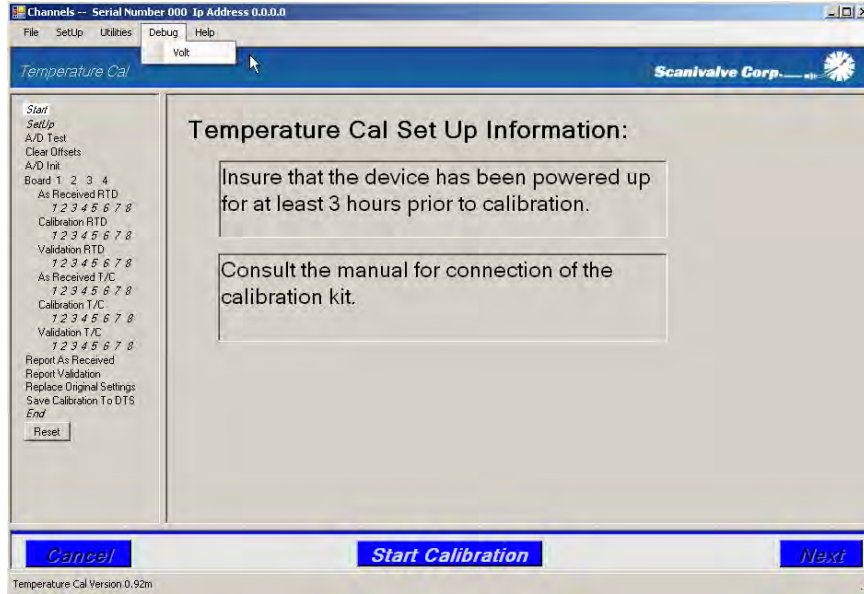 Channels -- Serial Number 000 Ip Address 0.0.0.0
File SetUp Utilities Debug Help
Volt
Temperature Cal
Scanivalve Corp.
Start
SetUp
A/D Test
Clear Offsets
A/D Init
Board 1 2 3 4
As Received RTD
1 2 3 4 5 6 7 8
Calibration RTD
1 2 3 4 5 6 7 8
Validation RTD
1 2 3 4 5 6 7 8
As Received T/C
1 2 3 4 5 6 7 8
Calibration T/C
1 2 3 4 5 6 7 8
Validation T/C
1 2 3 4 5 6 7 8
Report As Received
Report Validation
Replace Original Settings
Save Calibration To DTS
End
Reset
Temperature Cal Set Up Information:
Insure that the device has been powered up
for at least 3 hours prior to calibration.
Consult the manual for connection of the
calibration kit.
Cancel
Start Calibration
Next
Temperature Cal Version 0.92m